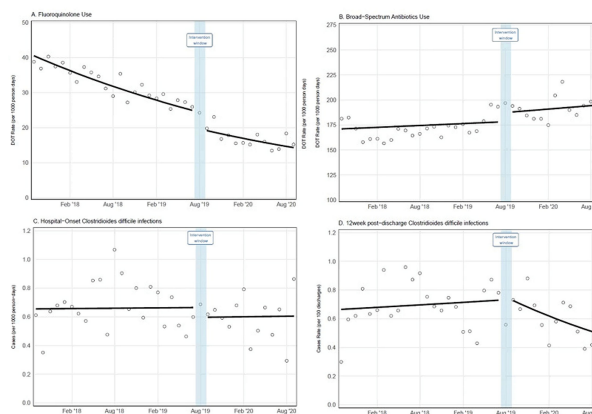 A. Fluoroquinolone Use
Intervention
window
DOT Rate (per 1000 person days)
50
40
30
20
10
0
Feb '18
Aug '18
Feb '19
Aug '19
Feb '20
Aug '20
B. Broad-Spectrum Antibiotics Use
Intervention
window
DOT Rate (per 1000 person days)
DOT Rate (per 1000 person days)
275
250
225
200
175
150
125
100
Feb '18
Aug '18
Feb '19
Aug '19
Feb '20
Aug
C. Hospital-Onset Clostridioides difficile infections
Intervention
window
Cases (per 1000 person-days)
1.2
1.0
0.8
0.6
0.4
0.2
0.0
Feb '18
Aug '18
Feb '19
Aug '19
Feb '20
Aug '20
D. 12week post-discharge Clostridioides difficile infections
Intervention
window
Cases Rate (per 100 discharges)
1.2
1.0
0.8
0.6
0.4
0.2
0.0
Feb '18
Aug '18
Feb '19
Aug '19
Feb '20
Aug